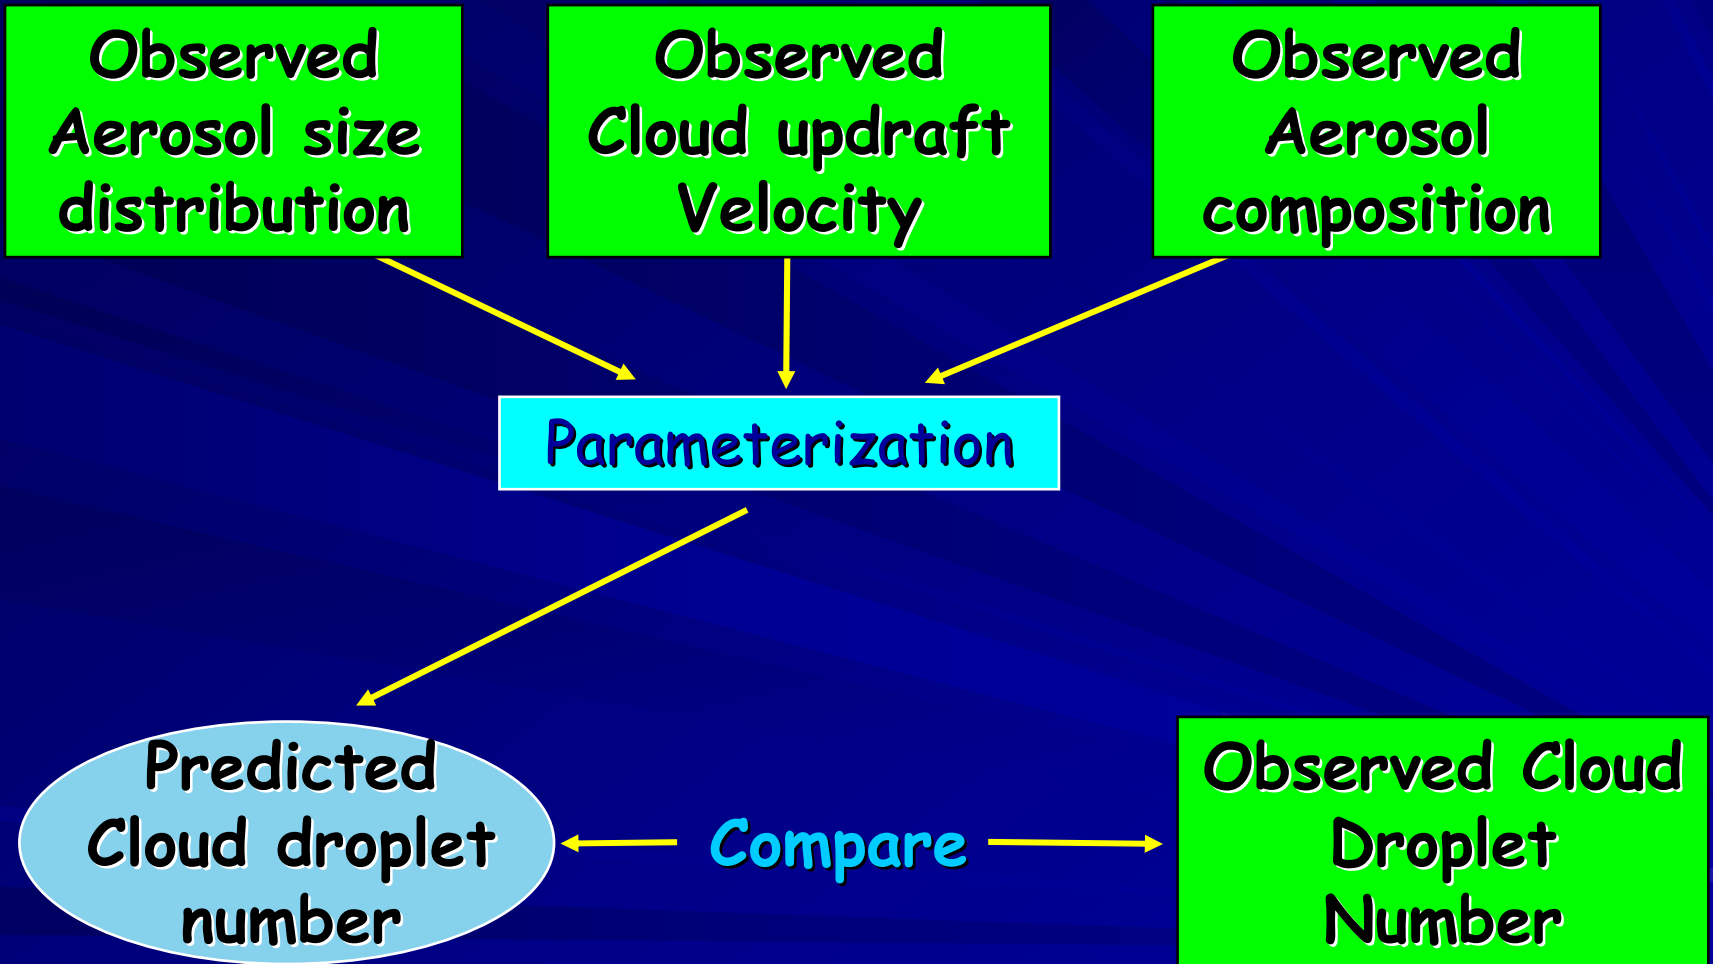 Observed
Aerosol size
distribution
Observed
Cloud updraft
Velocity
Observed
Aerosol
composition
Parameterization
Predicted
Cloud droplet
number
Compare
Observed Cloud
Droplet
Number